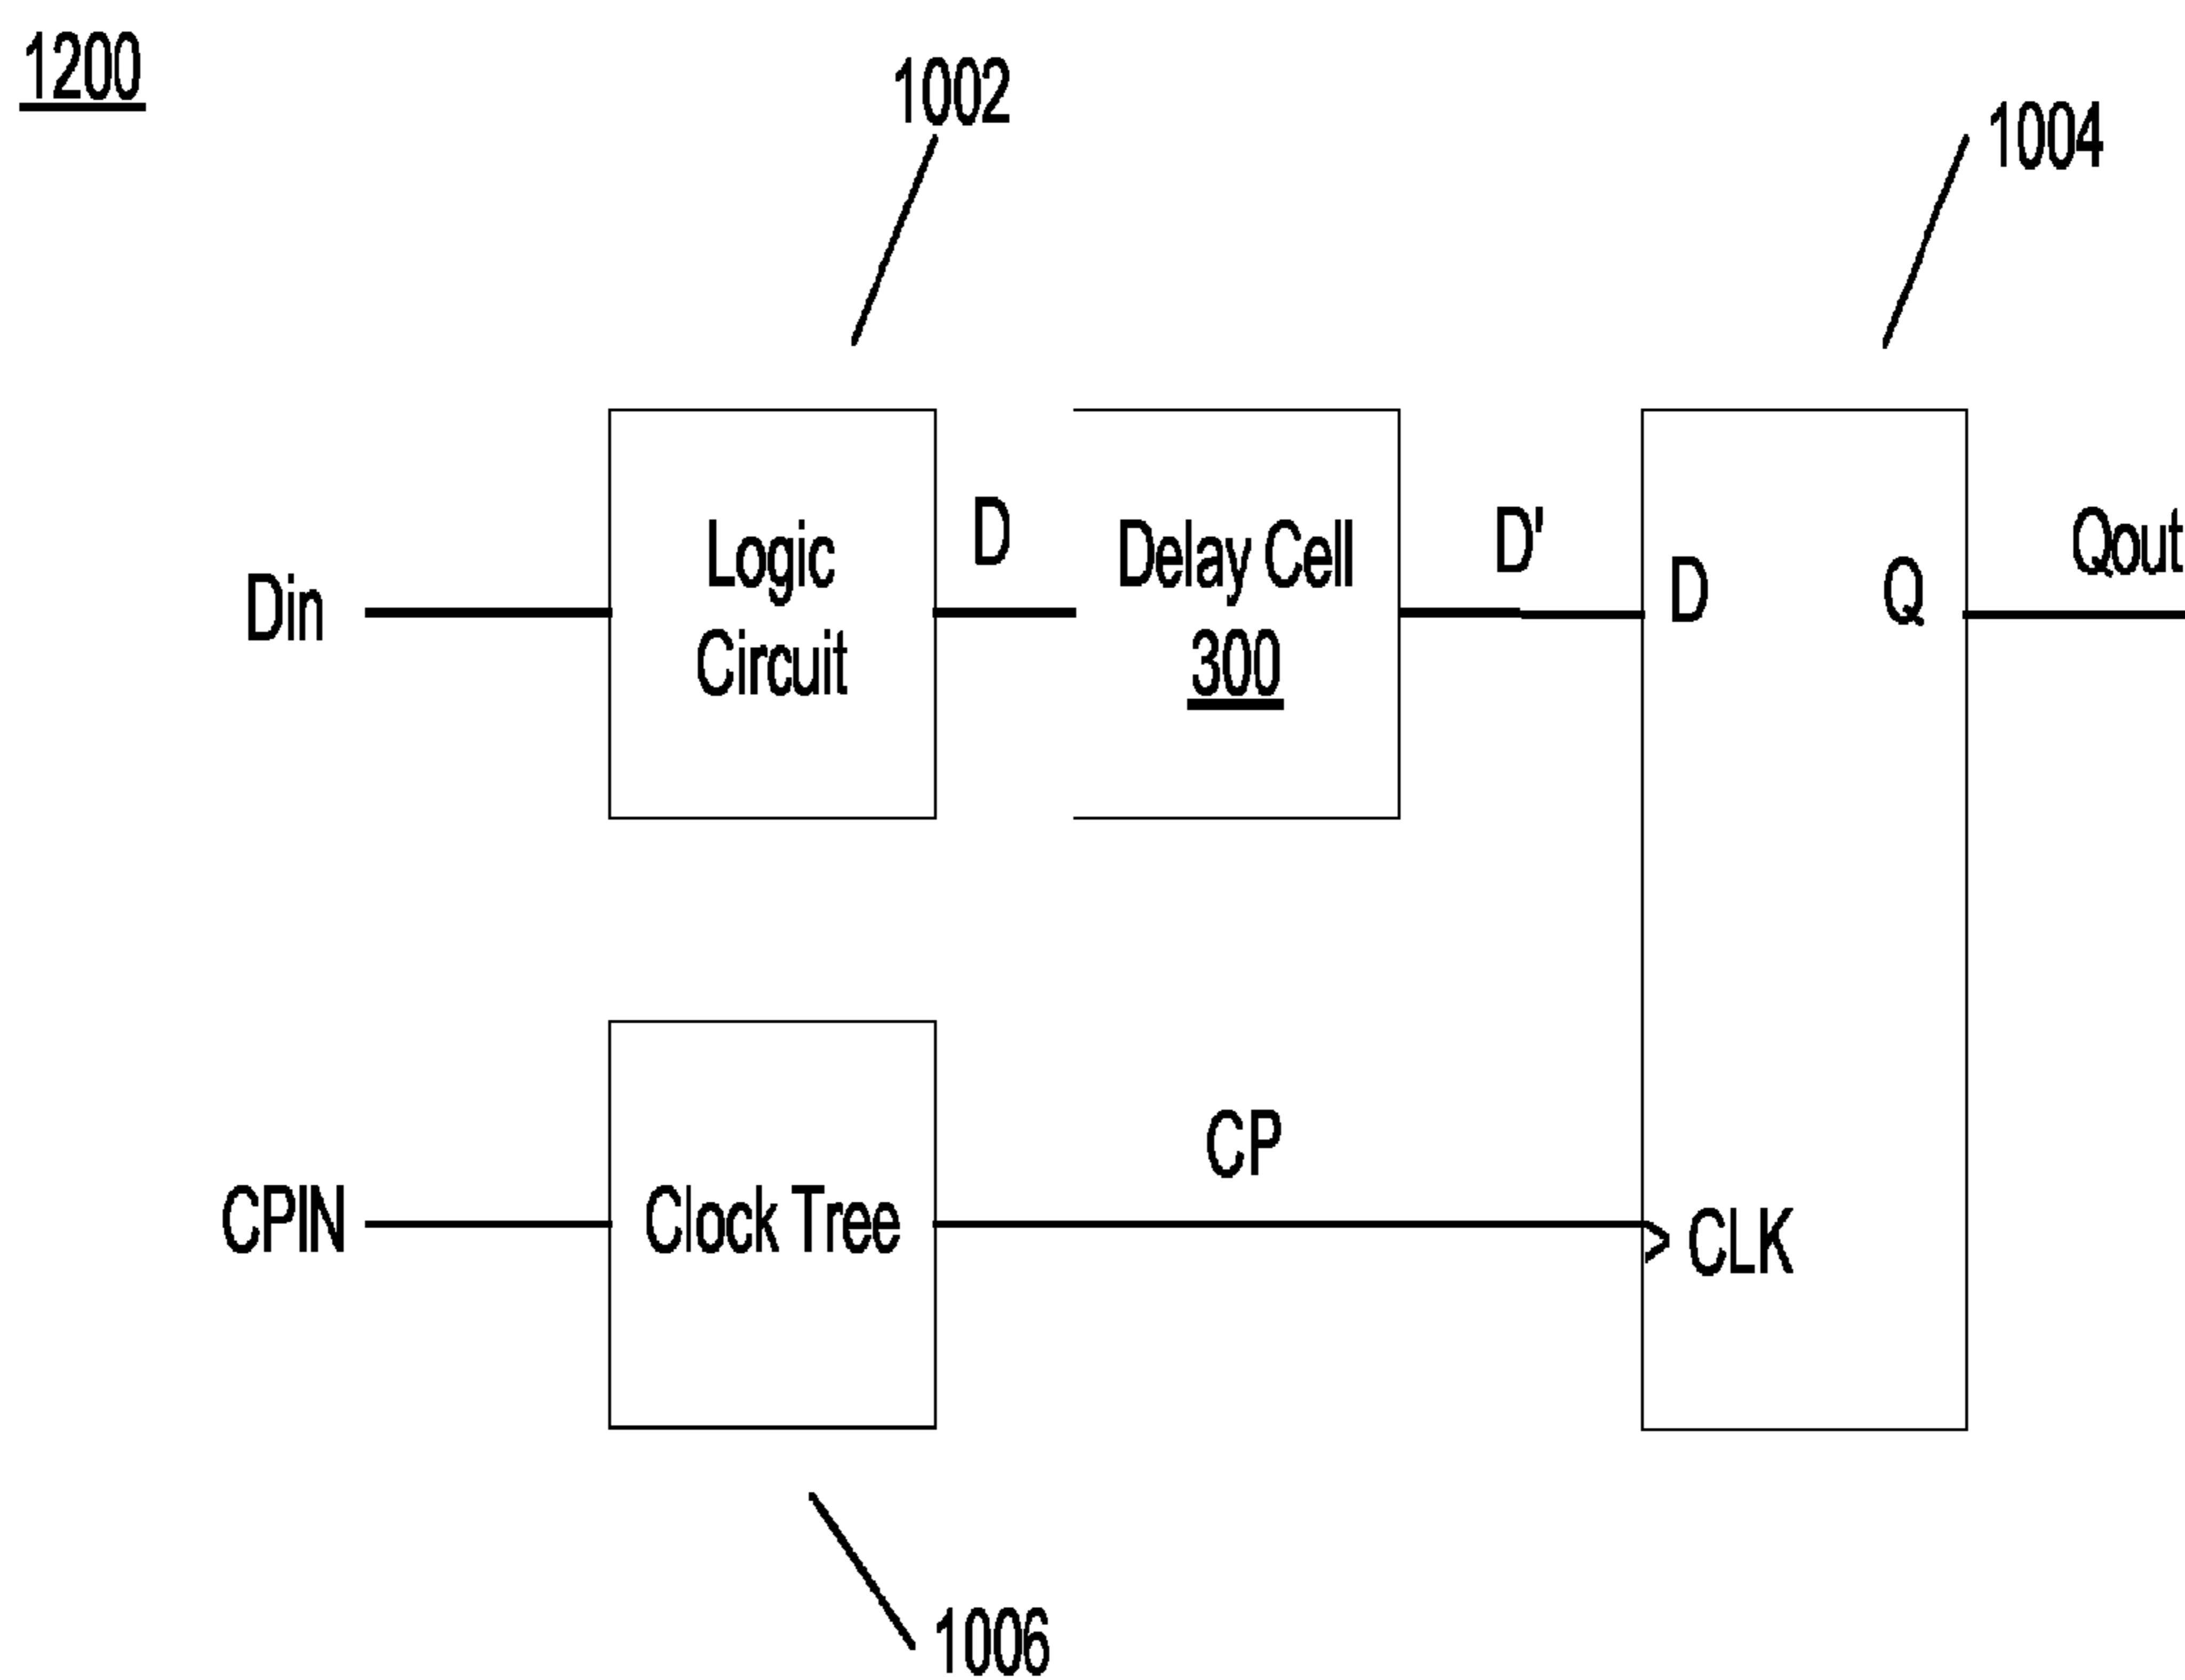 1200
1002
1004
Din
Logic
Circuit
D
Delay Cell
300
D'
D
Q
Qout
CPIN
Clock Tree
CP
CLK
1006